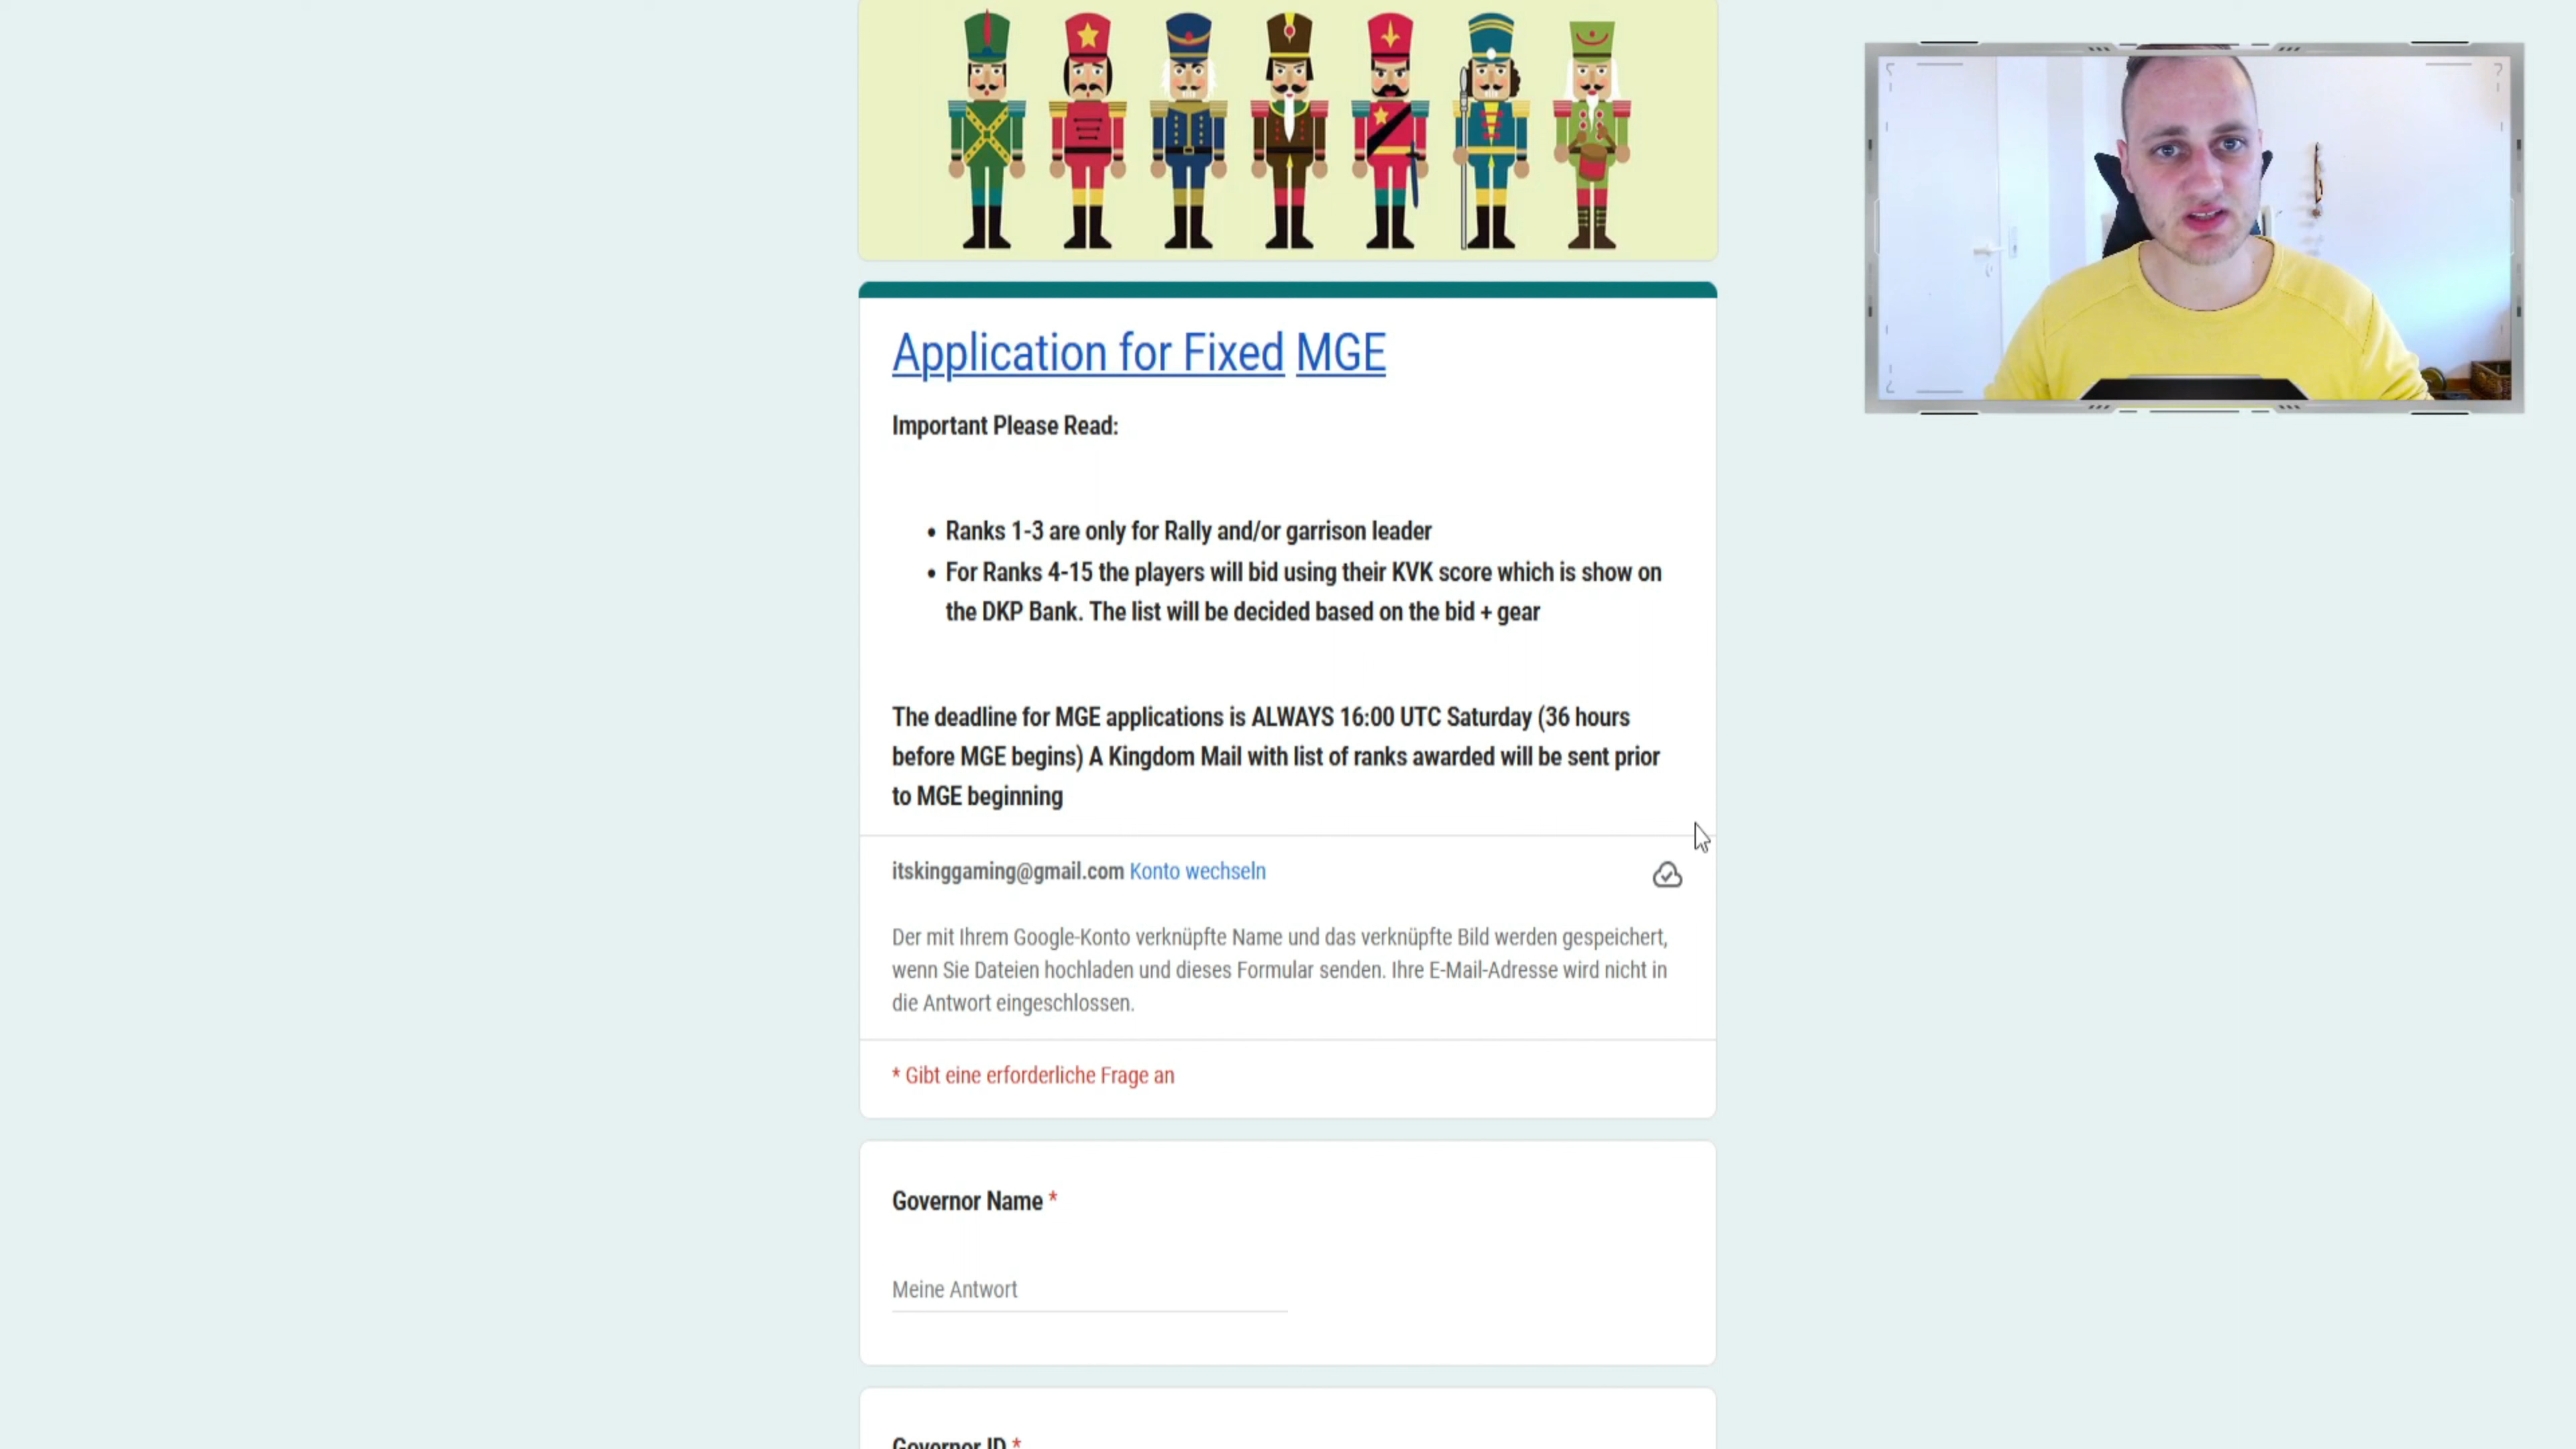 Application for Fixed MGE
Important Please Read:
• Ranks 1-3 are only for Rally and/or garrison leader
• For Ranks 4-15 the players will bid using their KVK score which is show on
the DKP Bank. The list will be decided based on the bid + gear
The deadline for MGE applications is ALWAYS 16:00 UTC Saturday (36 hours
before MGE begins) A Kingdom Mail with list of ranks awarded will be sent prior
to MGE beginning
itskinggaming@gmail.com Konto wechseln
Der mit Ihrem Google-Konto verknüpfte Name und das verknüpfte Bild werden gespeichert,
wenn Sie Dateien hochladen und dieses Formular senden. Ihre E-Mail-Adresse wird nicht in
die Antwort eingeschlossen.
* Gibt eine erforderliche Frage an
Governor Name *
Meine Antwort
Governor ID *